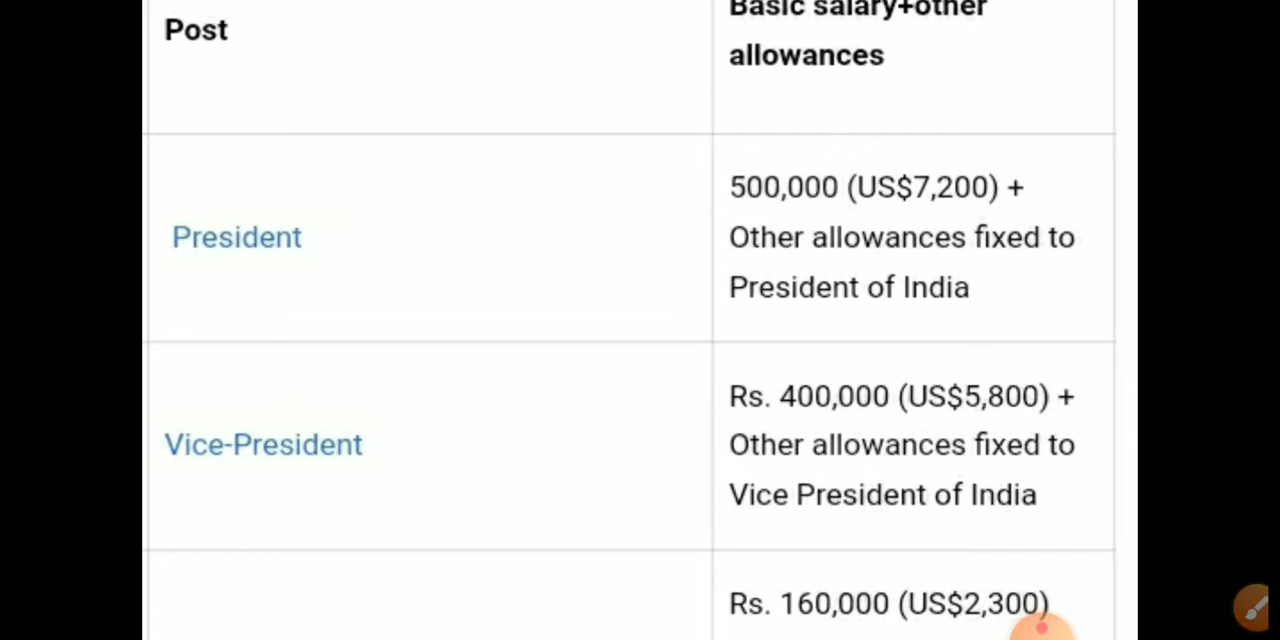 Post
Basic salary+other
allowances
President
500,000 (US$7,200) +
Other allowances fixed to
President of India
Vice-President
Rs. 400,000 (US$5,800) +
Other allowances fixed to
Vice President of India
Rs. 160,000 (US$2,300)